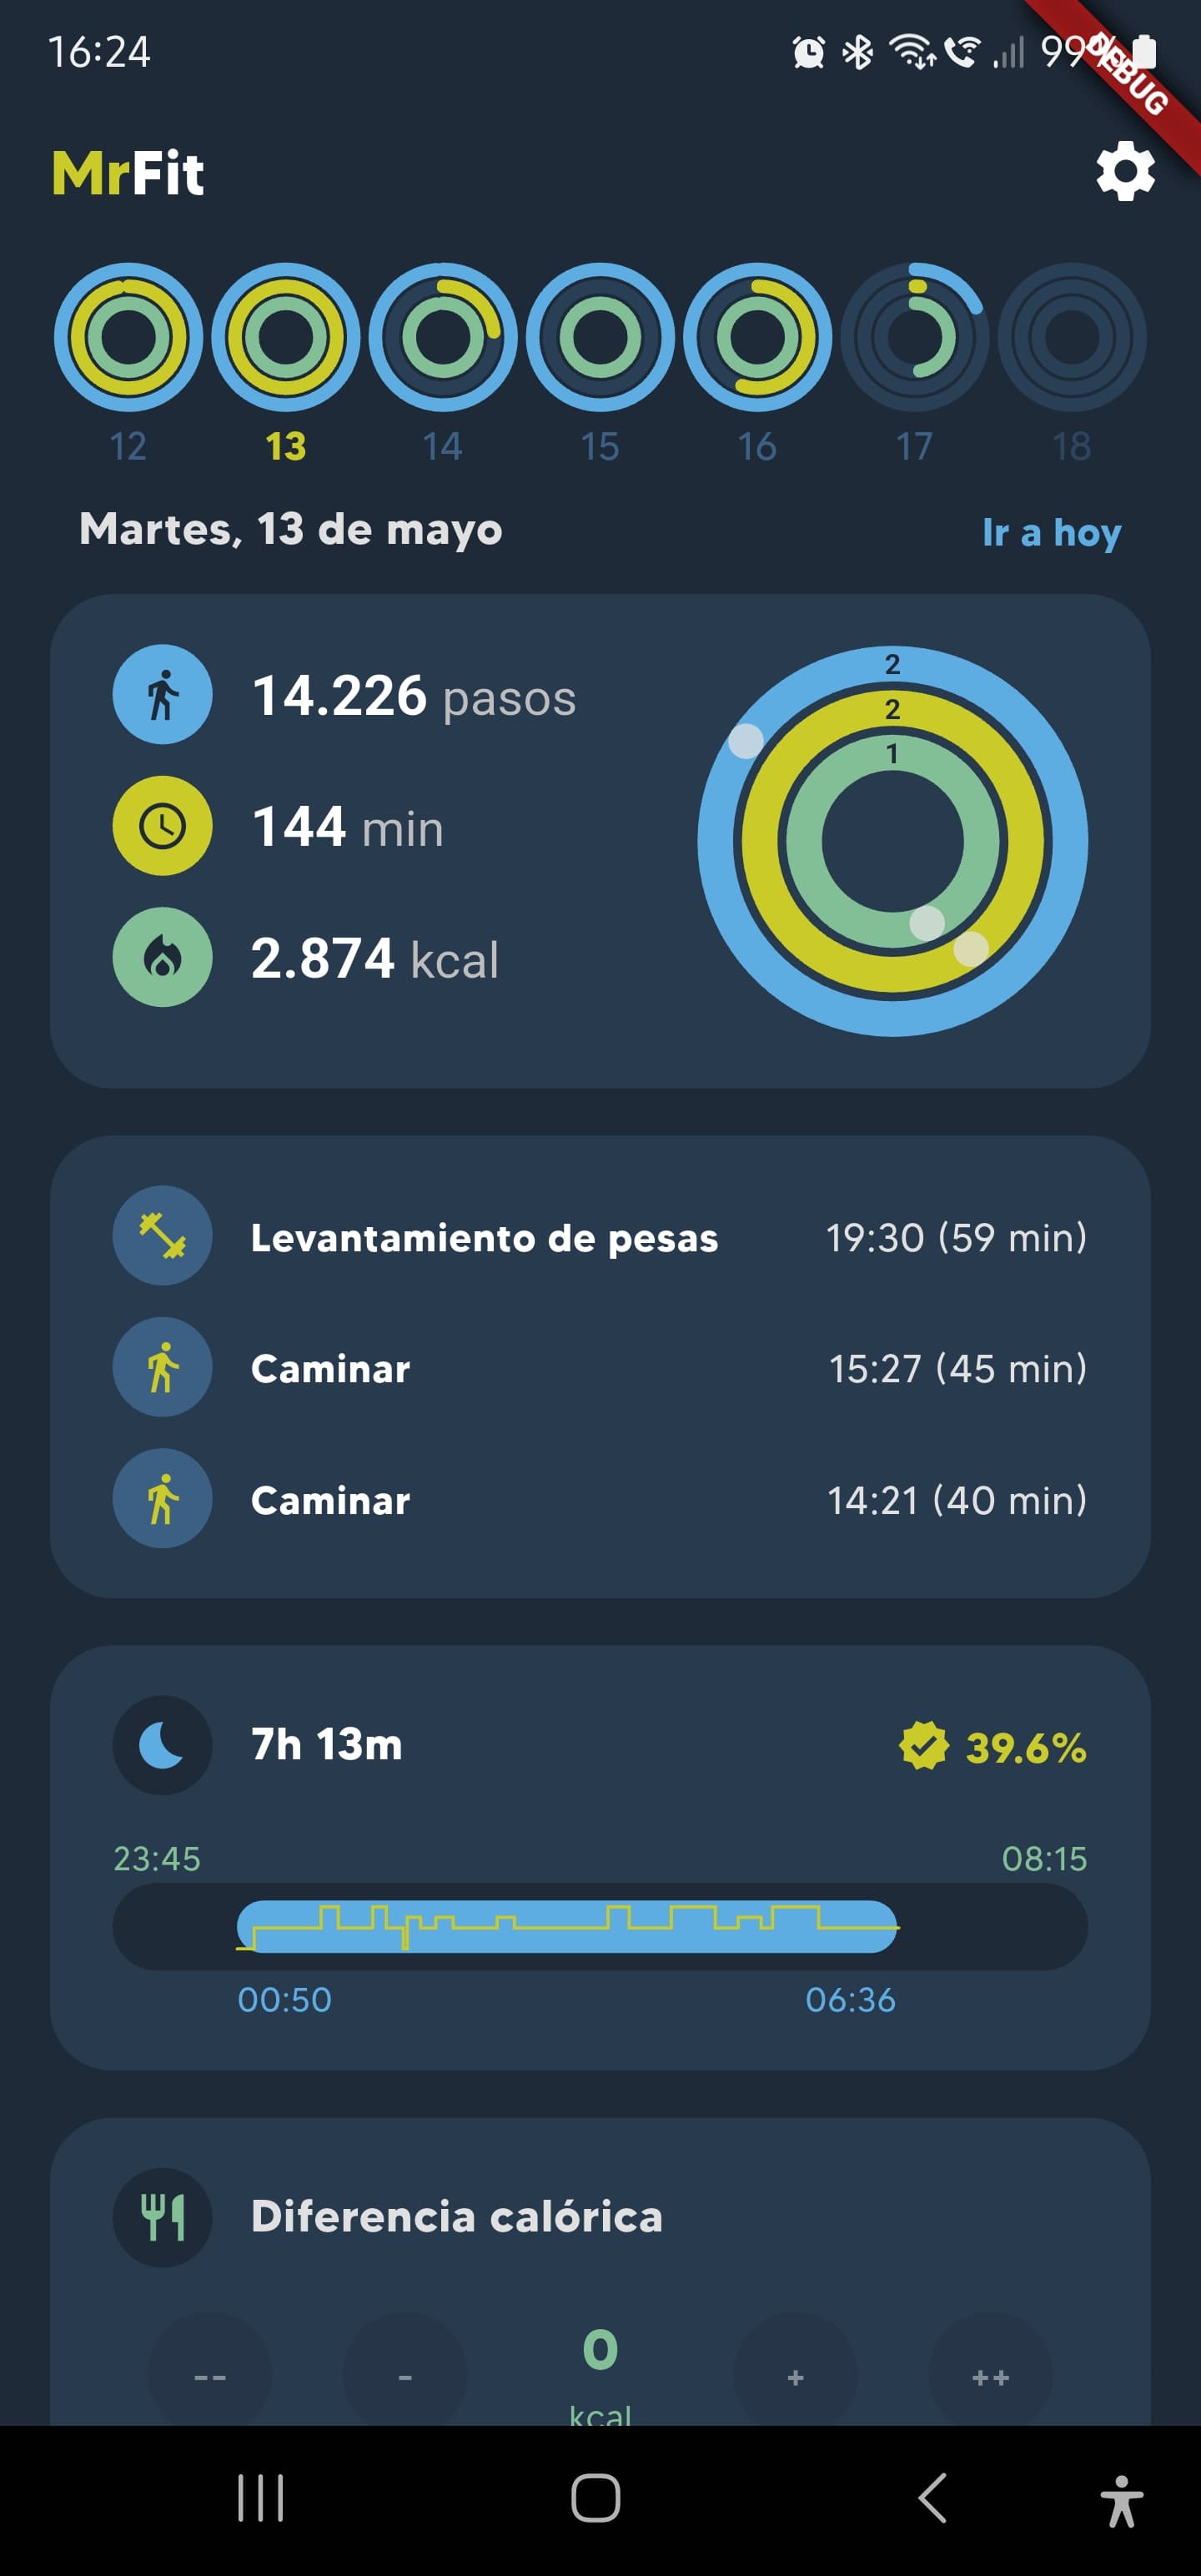 16:24
99%
DEBUG
MrFit
12 13 14 15 16 17 18
Martes, 13 de mayo
Ir a hoy
14.226 pasos
144 min
2.874 kcal
2
2
1
Levantamiento de pesas 19:30 (59 min)
Caminar 15:27 (45 min)
Caminar 14:21 (40 min)
7h 13m 39.6%
23:45 08:15
00:50 06:36
Diferencia calórica
-- - 0 + ++
kcal